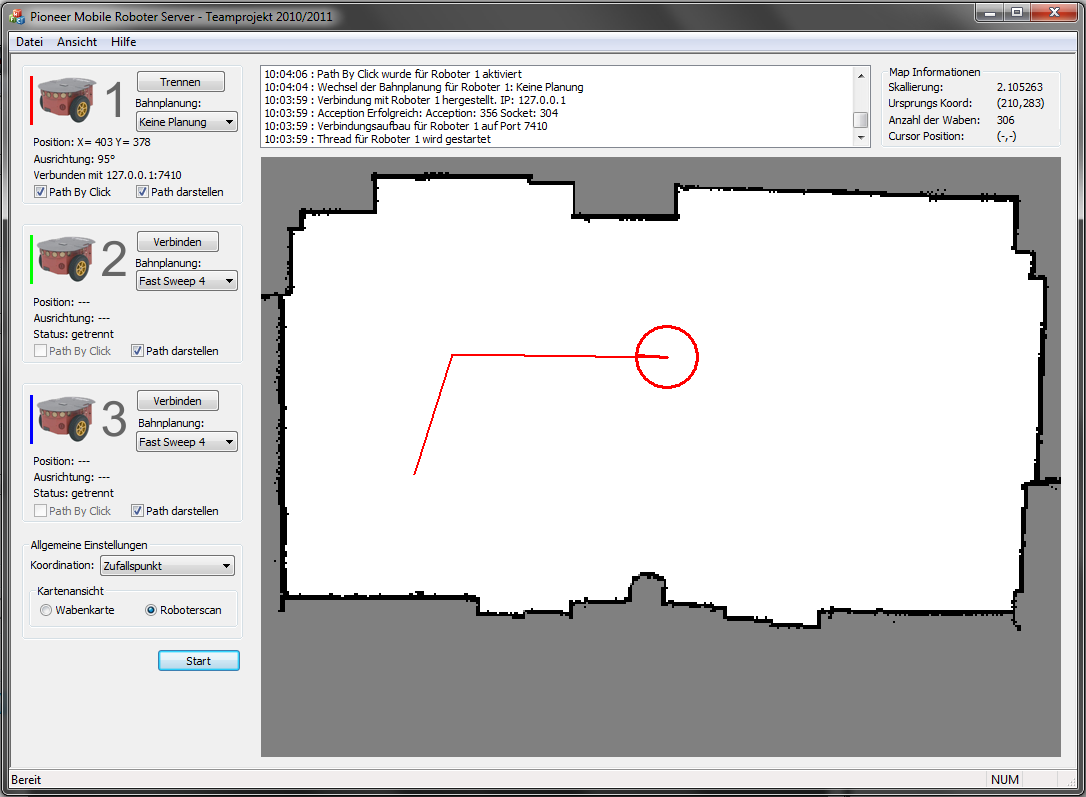 Pioneer Mobile Roboter Server - Teamprojekt 2010/2011
Datei Ansicht Hilfe
1
Trennen
Bahnplanung:
Keine Planung
Position: X= 403 Y= 378
Ausrichtung: 95°
Verbunden mit 127.0.0.1:7410
Path By Click Path darstellen
2
Verbinden
Bahnplanung:
Fast Sweep 4
Position: ---
Ausrichtung: ---
Status: getrennt
Path By Click Path darstellen
3
Verbinden
Bahnplanung:
Fast Sweep 4
Position: ---
Ausrichtung: ---
Status: getrennt
Path By Click Path darstellen
Allgemeine Einstellungen
Koordination: Zufallspunkt
Kartenansicht
Wabenkarte Roboterscan
Start
10:04:06 : Path By Click wurde für Roboter 1 aktiviert
10:04:04 : Wechsel der Bahnplanung für Roboter 1: Keine Planung
10:03:59 : Verbindung mit Roboter 1 hergestellt. IP: 127.0.0.1
10:03:59 : Acception Erfolgreich: Acception: 356 Socket: 304
10:03:59 : Verbindungsaufbau für Roboter 1 auf Port 7410
10:03:59 : Thread für Roboter 1 wird gestartet
Map Informationen
Skallierung: 2.105263
Ursprungs Koord: (210,283)
Anzahl der Waben: 306
Cursor Position: (-,-)
Bereit NUM